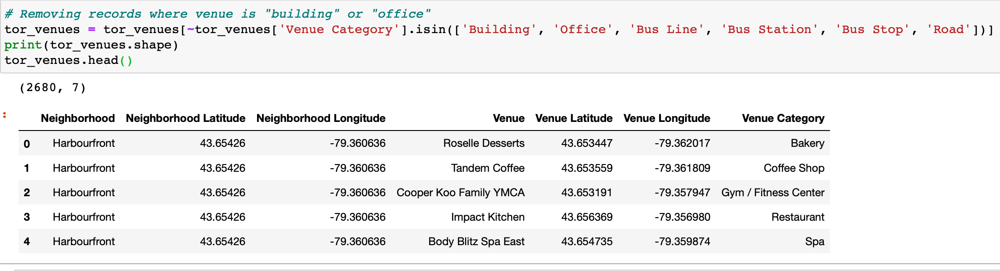 # Removing records where venue is "building" or "office"
tor_venues = tor_venues[~tor_venues['Venue Category'].isin(['Building', 'Office', 'Bus Line', 'Bus Station', 'Bus Stop', 'Road'])]
print(tor_venues.shape)
tor_venues.head()
(2680, 7)
:
Neighborhood Neighborhood Latitude Neighborhood Longitude Venue Venue Latitude Venue Longitude Venue Category
0 Harbourfront 43.65426 -79.360636 Roselle Desserts 43.653447 -79.362017 Bakery
1 Harbourfront 43.65426 -79.360636 Tandem Coffee 43.653559 -79.361809 Coffee Shop
2 Harbourfront 43.65426 -79.360636 Cooper Koo Family YMCA 43.653191 -79.357947 Gym / Fitness Center
3 Harbourfront 43.65426 -79.360636 Impact Kitchen 43.656369 -79.356980 Restaurant
4 Harbourfront 43.65426 -79.360636 Body Blitz Spa East 43.654735 -79.359874 Spa